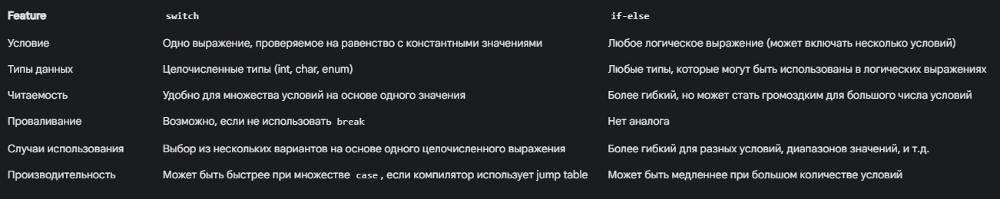 Feature switch if-else
Условие Одно выражение, проверяемое на равенство с константными значениями Любое логическое выражение (может включать несколько условий)
Типы данных Целочисленные типы (int, char, enum) Любые типы, которые могут быть использованы в логических выражениях
Читаемость Удобно для множества условий на основе одного значения Более гибкий, но может стать громоздким для большого числа условий
Проваливание Возможно, если не использовать break Нет аналога
Случаи использования Выбор из нескольких вариантов на основе одного целочисленного выражения Более гибкий для разных условий, диапазонов значений, и т.д.
Производительность Может быть быстрее при множестве case, если компилятор использует jump table Может быть медленнее при большом количестве условий